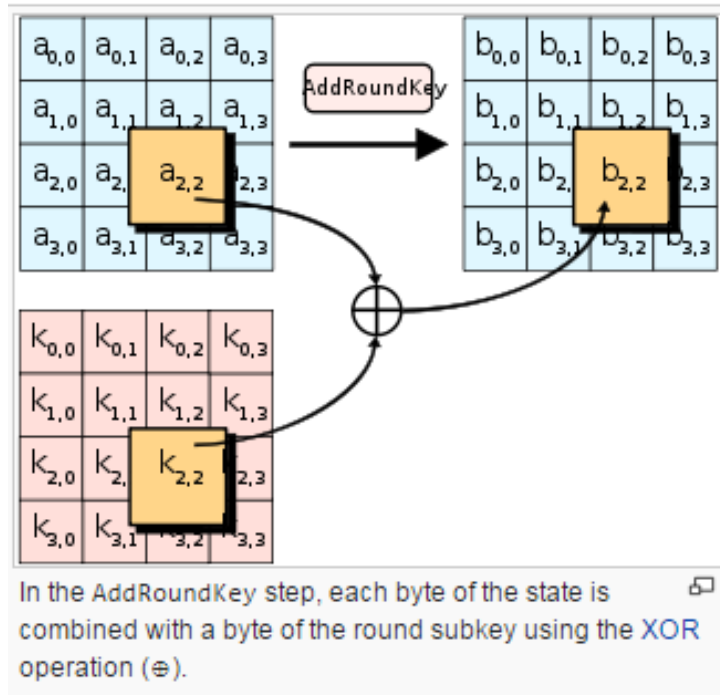 a0,0 a0,1 a0,2 a0,3
AddRoundKey
b0,0 b0,1 b0,2 b0,3
a1,0 a1,1 a1,2 a1,3
b1,0 b1,1 b1,2 b1,3
a2,0 a2, a2,2 2,3
b2,0 b2, b2,2 2,3
a3,0 a3,1 a3,2 a3,3
b3,0 b3,1 b3,2 b3,3
k0,0 k0,1 k0,2 k0,3
k1,0 k1,1 k1,2 k1,3
k2,0 k2, k2,2 2,3
k3,0 k3,1 k3,2 k3,3
In the AddRoundKey step, each byte of the state is
combined with a byte of the round subkey using the XOR
operation (⊕).